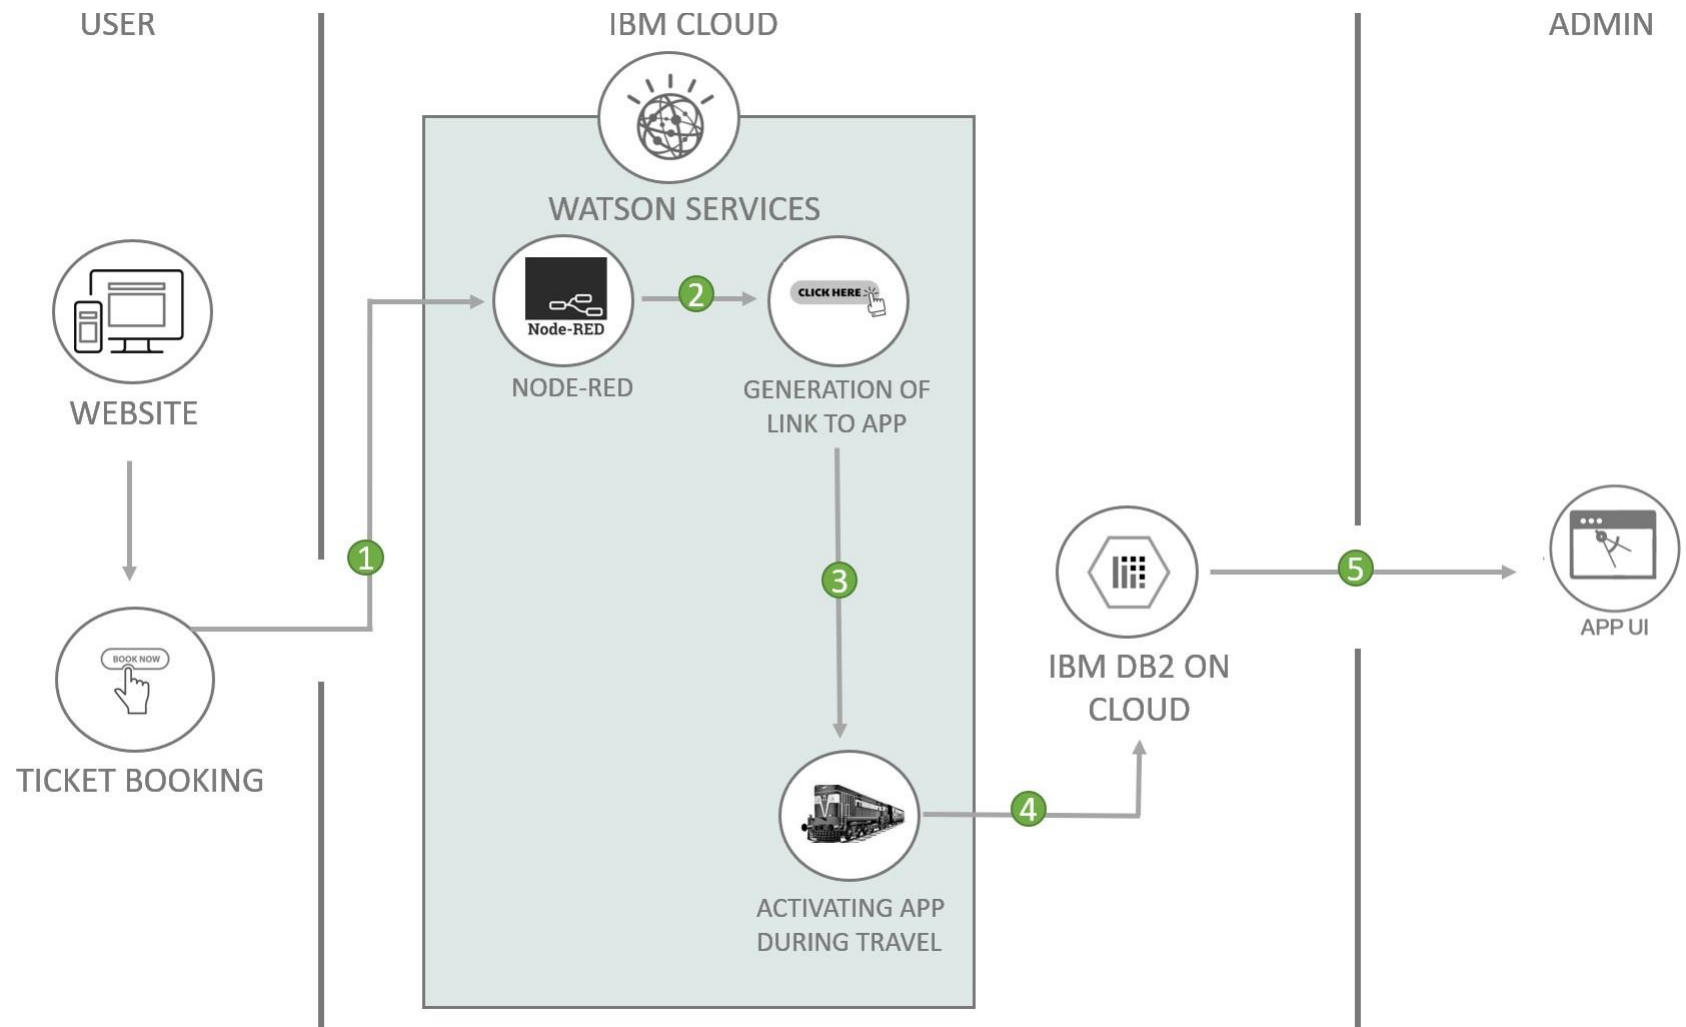 USER
IBM CLOUD
ADMIN
WATSON SERVICES
Node-RED
NODE-RED
2
CLICK HERE
GENERATION OF
LINK TO APP
WEBSITE
1
BOOK NOW
TICKET BOOKING
3
ACTIVATING APP
DURING TRAVEL
4
IBM DB2 ON
CLOUD
5
APP UI